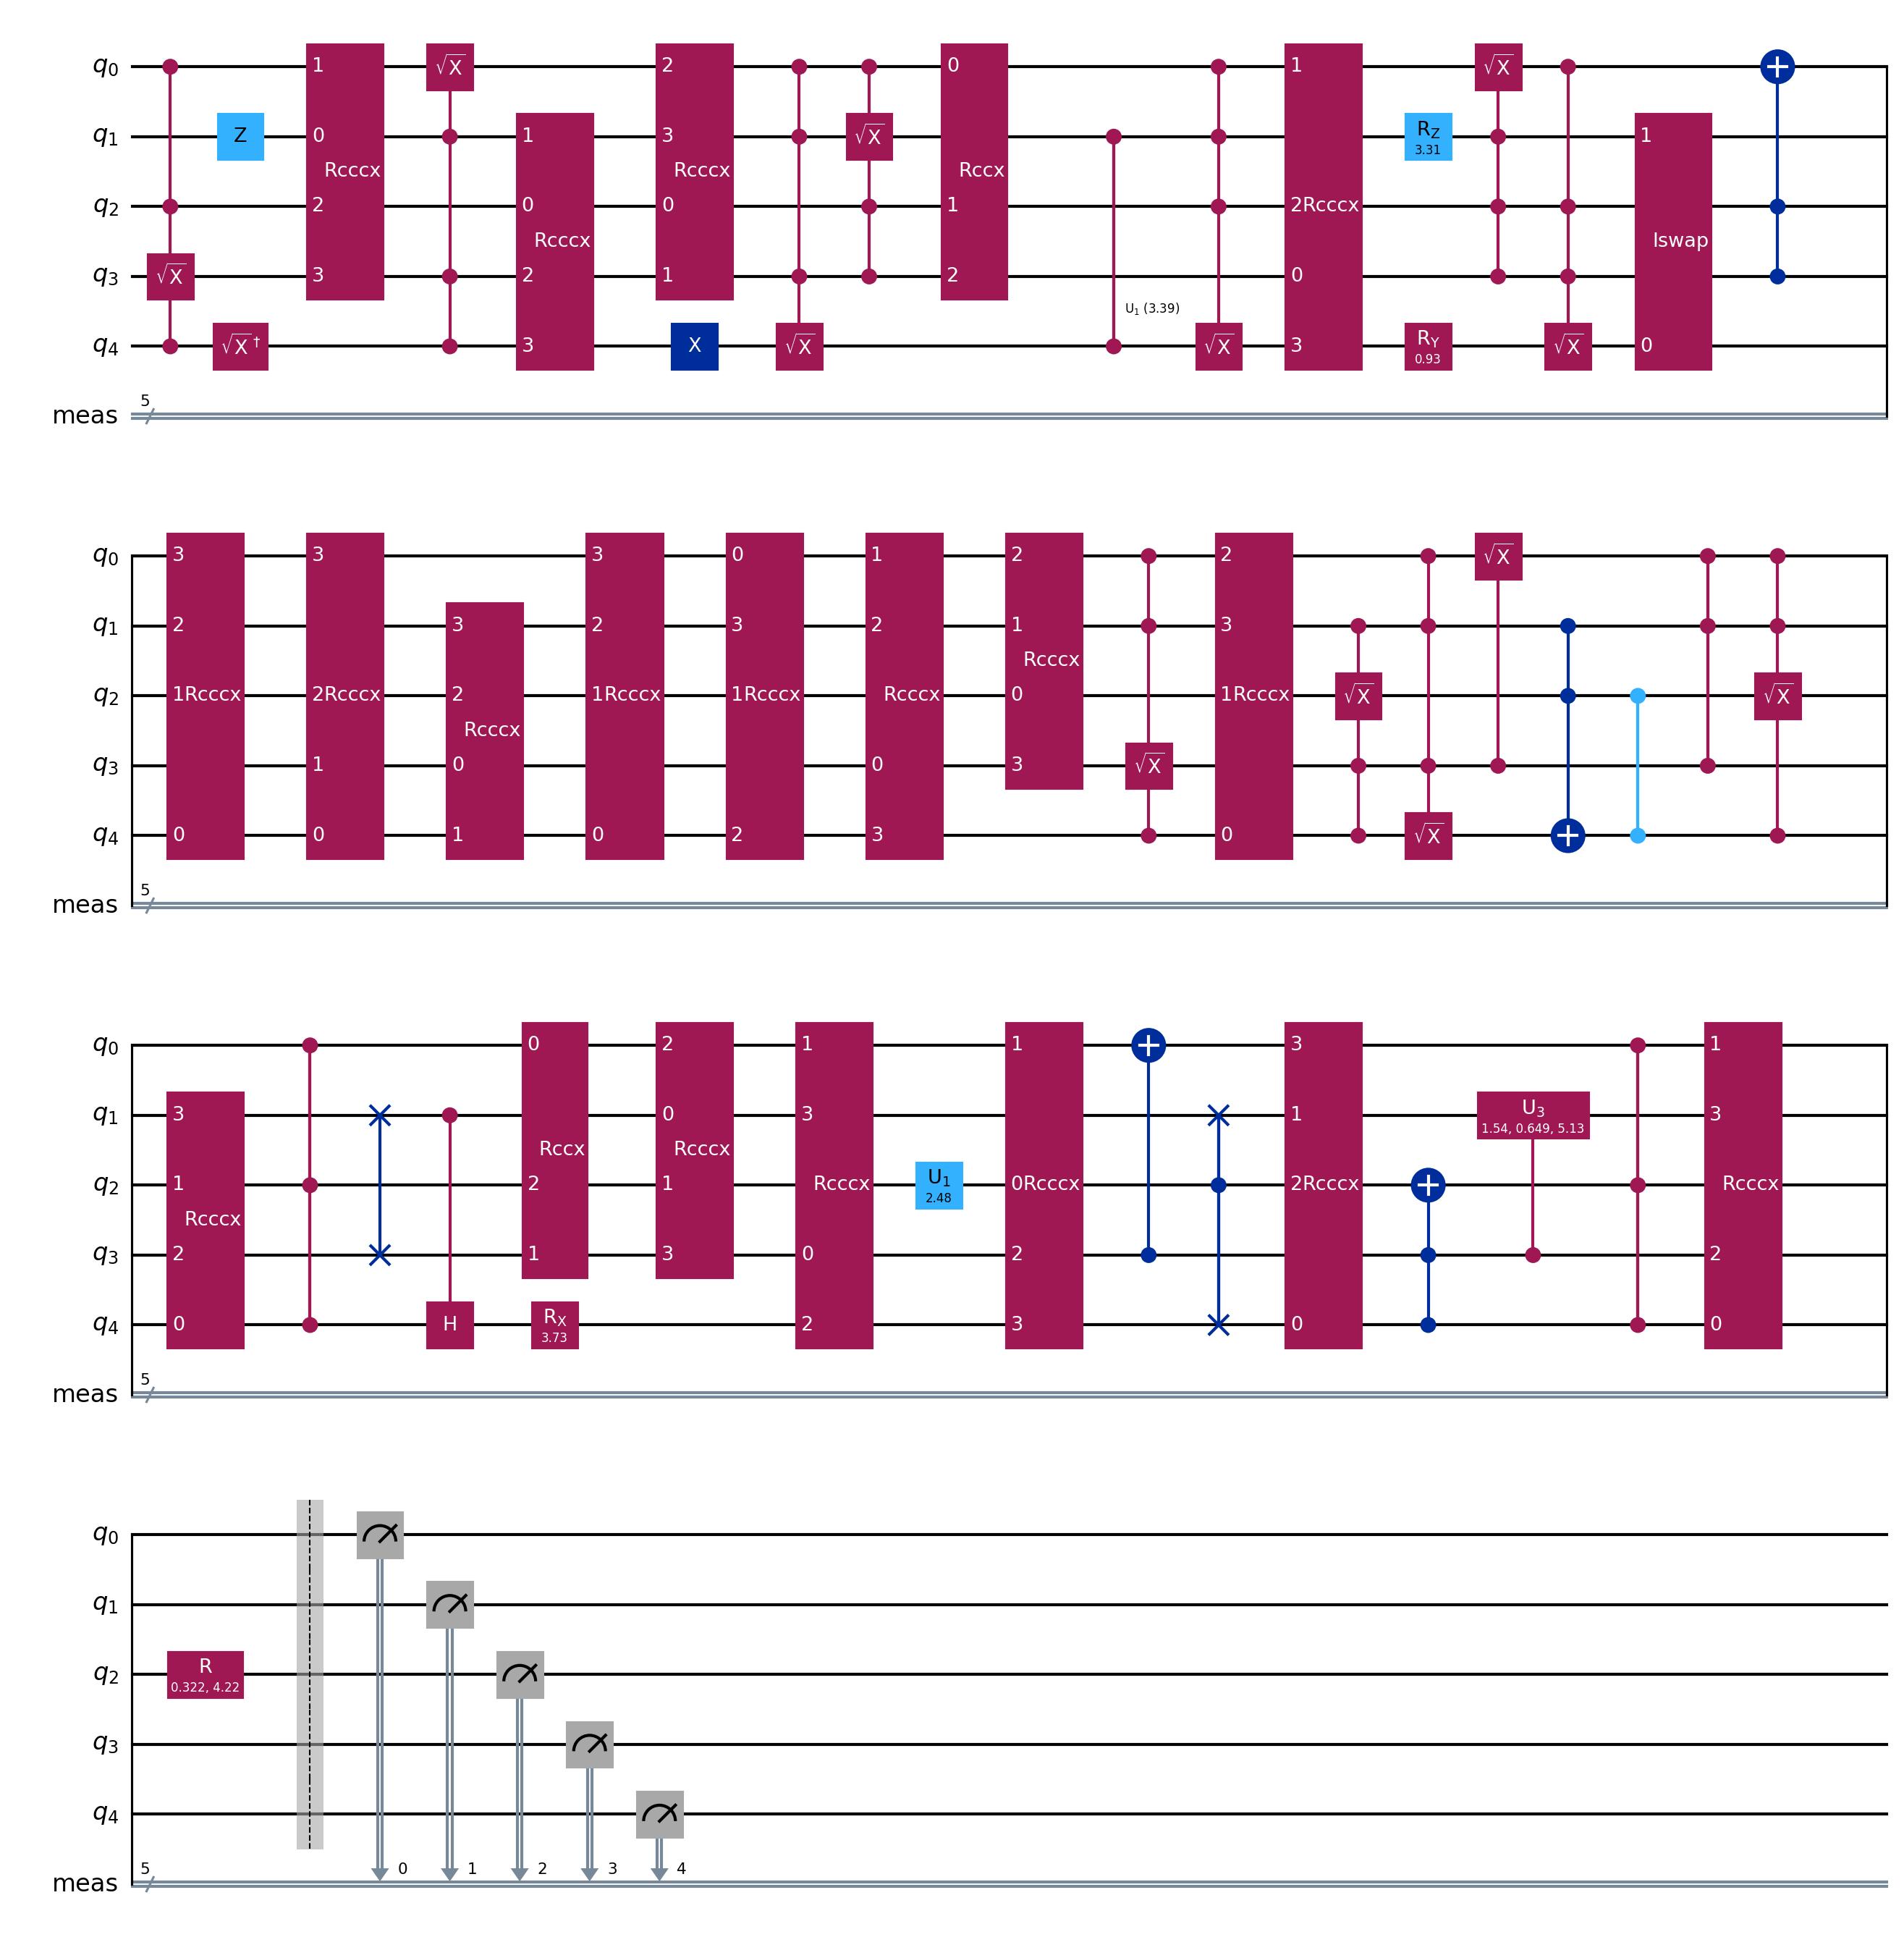 q0 1 √X 2 0 1 √X
q1 Z 0 1 3 √X RZ 3.31 1
Rcccx Rcccx Rccx
q2 2 0 0 1 2Rcccx
Rcccx Iswap
q3 √X 3 2 1 2 0
U1 (3.39)
q4 √X† 3 X √X √X 3 RY 0.93 √X 0
meas 5
q0 3 3 3 0 1 2 2 √X
q1 2 3 2 3 2 1 3
Rcccx
q2 1Rcccx 2Rcccx 2 1Rcccx 1Rcccx Rcccx 0 1Rcccx √X √X
Rcccx
q3 1 0 0 3 √X
q4 0 0 1 0 2 3 0 √X
meas 5
q0 0 2 1 1 3 1
q1 3 0 3 1 U3 1.54, 0.649, 5.13 3
Rccx Rcccx
q2 1 2 1 Rcccx U1 2.48 0Rcccx 2Rcccx Rcccx
Rcccx
q3 2 1 3 0 2 2
q4 0 H RX 3.73 2 3 0 0
meas 5
q0
q1
q2 R 0.322, 4.22
q3
q4
meas 5 0 1 2 3 4